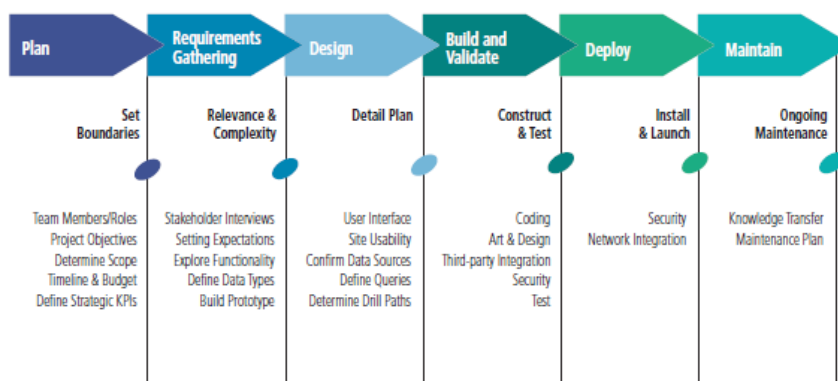 Plan
Requirements
Gathering
Design
Build and
Validate
Deploy
Maintain
Set
Boundaries
Relevance &
Complexity
Detail Plan
Construct
& Test
Install
& Launch
Ongoing
Maintenance
Team Members/Roles
Project Objectives
Determine Scope
Timeline & Budget
Define Strategic KPIs
Stakeholder Interviews
Setting Expectations
Explore Functionality
Define Data Types
Build Prototype
User Interface
Site Usability
Confirm Data Sources
Define Queries
Determine Drill Paths
Coding
Art & Design
Third-party Integration
Security
Test
Security
Network Integration
Knowledge Transfer
Maintenance Plan